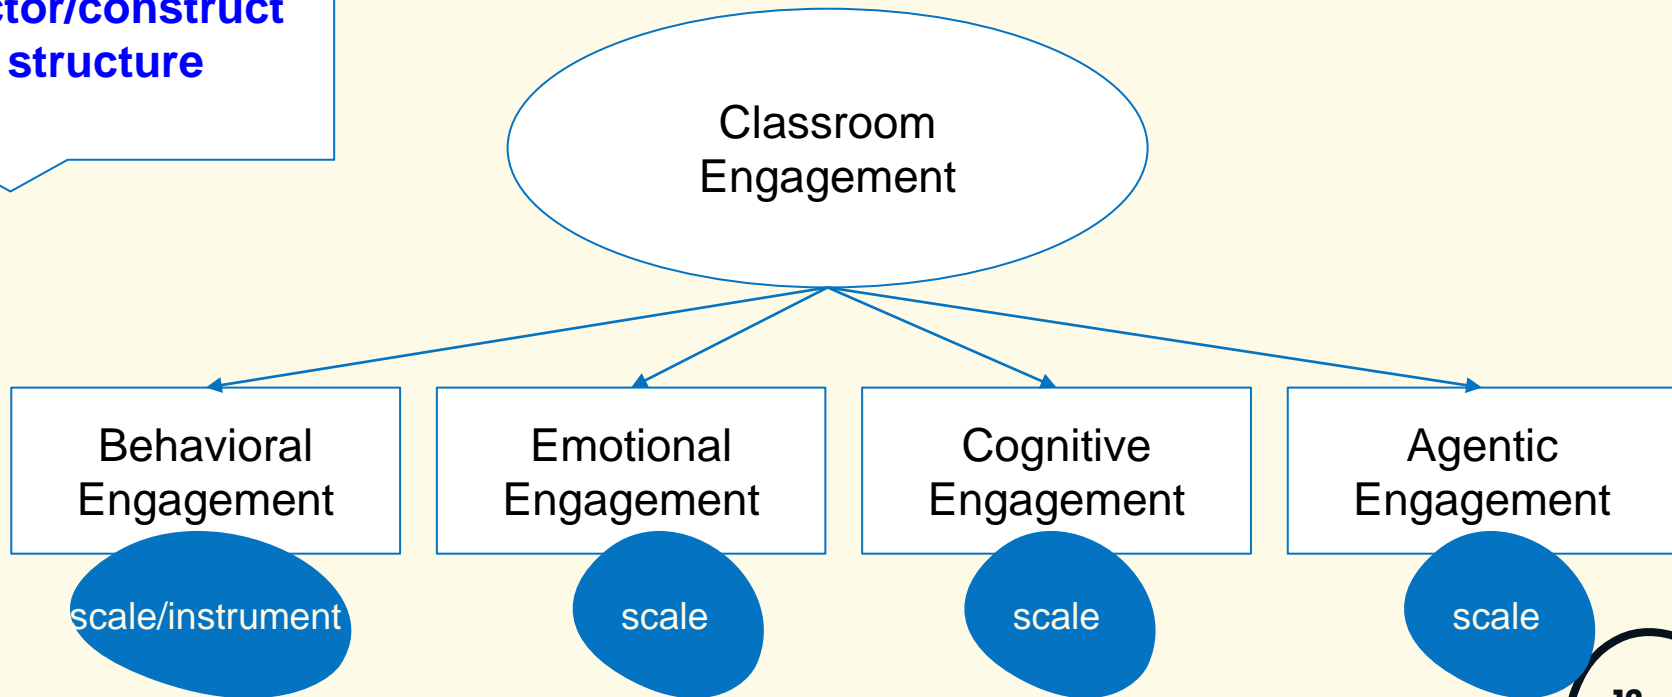 structure
Classroom
Engagement
Behavioral
Engagement
Emotional
Engagement
Cognitive
Engagement
Agentic
Engagement
scale/instrument
scale
scale
scale